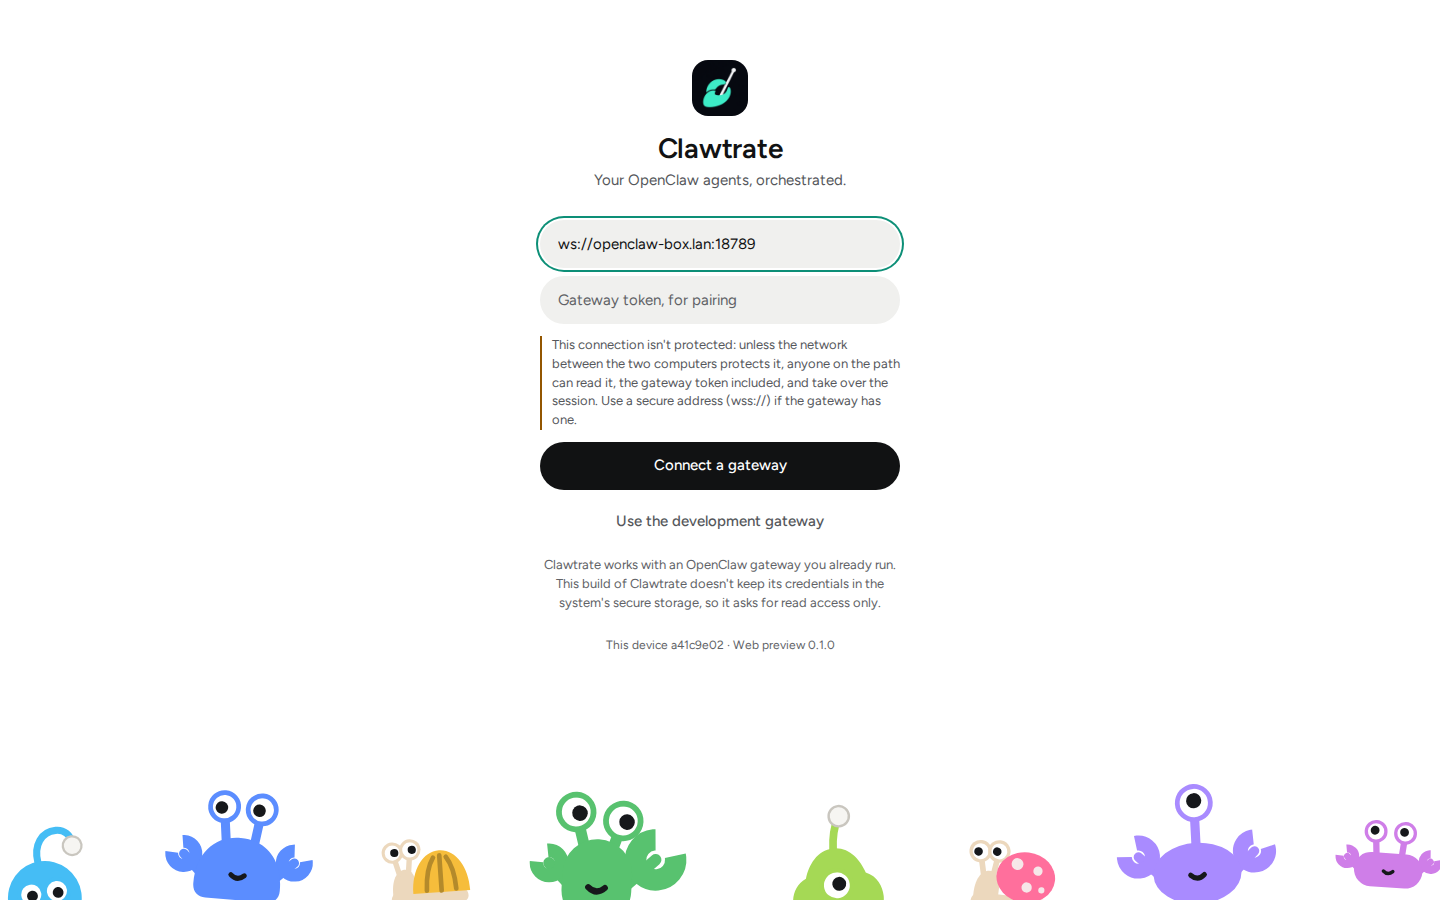 Clawtrate
Your OpenClaw agents, orchestrated.
ws://openclaw-box.lan:18789
Gateway token, for pairing
This connection isn't protected: unless the network
between the two computers protects it, anyone on the path
can read it, the gateway token included, and take over the
session. Use a secure address (wss://) if the gateway has
one.
Connect a gateway
Use the development gateway
Clawtrate works with an OpenClaw gateway you already run.
This build of Clawtrate doesn't keep its credentials in the
system's secure storage, so it asks for read access only.
This device a41c9e02 · Web preview 0.1.0